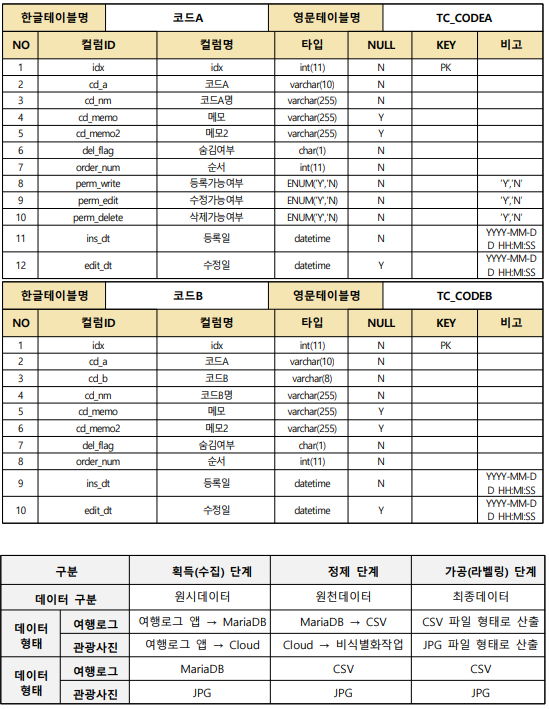 한글테이블명 코드A 영문테이블명 TC_CODEA
NO 컬럼ID 컬럼명 타입 NULL KEY 비고
1 idx idx int(11) N PK
2 cd_a 코드A varchar(10) N
3 cd_nm 코드A명 varchar(255) N
4 cd_memo 메모 varchar(255) Y
5 cd_memo2 메모2 varchar(255) Y
6 del_flag 숨김여부 char(1) N
7 order_num 순서 int(11) N
8 perm_write 등록가능여부 ENUM('Y','N') N 'Y','N'
9 perm_edit 수정가능여부 ENUM('Y','N') N 'Y','N'
10 perm_delete 삭제가능여부 ENUM('Y','N') N 'Y','N'
11 ins_dt 등록일 datetime N YYYY-MM-D
D HH:MI:SS
12 edit_dt 수정일 datetime Y YYYY-MM-D
D HH:MI:SS
한글테이블명 코드B 영문테이블명 TC_CODEB
NO 컬럼ID 컬럼명 타입 NULL KEY 비고
1 idx idx int(11) N PK
2 cd_a 코드A varchar(10) N
3 cd_b 코드B varchar(8) N
4 cd_nm 코드B명 varchar(255) N
5 cd_memo 메모 varchar(255) Y
6 cd_memo2 메모2 varchar(255) Y
7 del_flag 숨김여부 char(1) N
8 order_num 순서 int(11) N
9 ins_dt 등록일 datetime N YYYY-MM-D
D HH:MI:SS
10 edit_dt 수정일 datetime Y YYYY-MM-D
D HH:MI:SS
구분 획득(수집) 단계 정제 단계 가공(라벨링) 단계
데이터 구분 원시데이터 원천데이터 최종데이터
데이터 형태 여행로그 여행로그 앱 → MariaDB MariaDB → CSV CSV 파일 형태로 산출
관광사진 여행로그 앱 → Cloud Cloud → 비식별화작업 JPG 파일 형태로 산출
데이터 형태 여행로그 MariaDB CSV CSV
관광사진 JPG JPG JPG